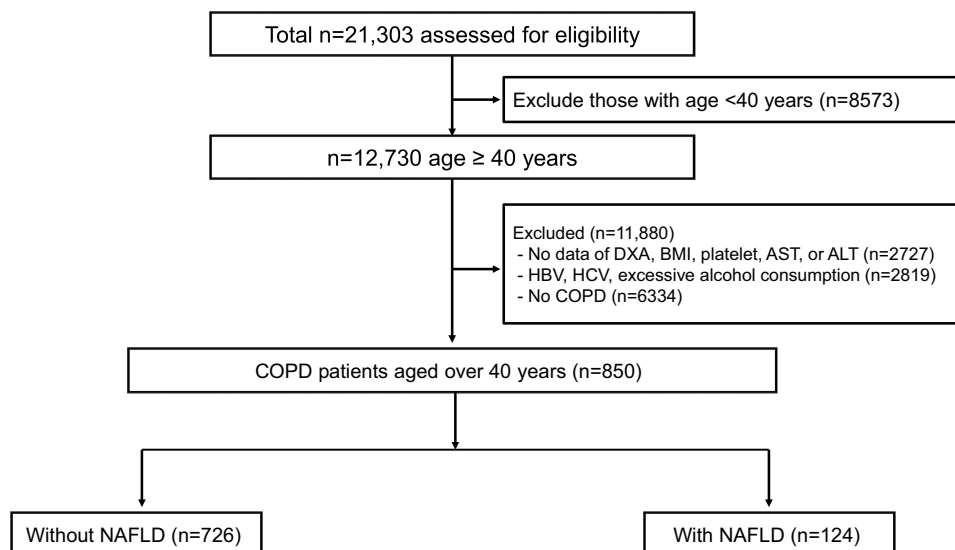 Total n=21,303 assessed for eligibility
Exclude those with age <40 years (n=8573)
n=12,730 age ≥ 40 years
Excluded (n=11,880)
- No data of DXA, BMI, platelet, AST, or ALT (n=2727)
- HBV, HCV, excessive alcohol consumption (n=2819)
- No COPD (n=6334)
COPD patients aged over 40 years (n=850)
Without NAFLD (n=726)
With NAFLD (n=124)